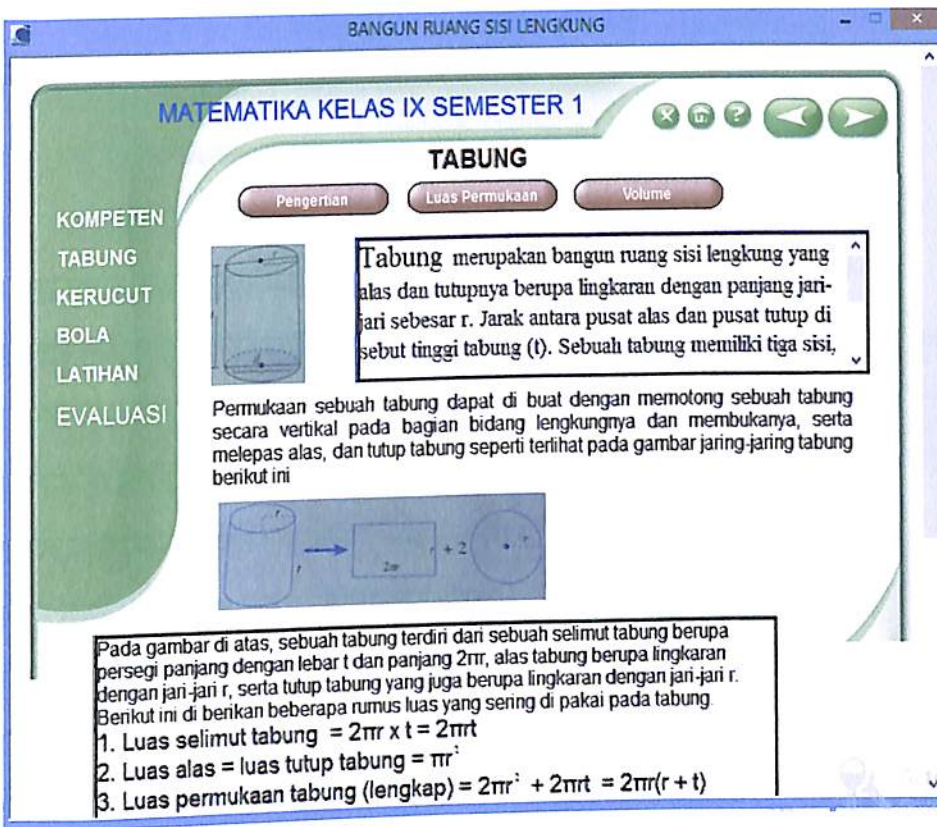 BANGUN RUANG SISI LENGKUNG
MATEMATIKA KELAS IX SEMESTER 1
TABUNG
Pengertian
Luas Permukaan
Volume
KOMPETEN
TABUNG
KERUCUT
BOLA
LATIHAN
EVALUASI
Tabung merupakan bangun ruang sisi lengkung yang
alas dan tutupnya berupa lingkaran dengan panjang jari-
jari sebesar r. Jarak antara pusat alas dan pusat tutup di
sebut tinggi tabung (t). Sebuah tabung memiliki tiga sisi,
Permukaan sebuah tabung dapat di buat dengan memotong sebuah tabung
secara vertikal pada bagian bidang lengkungnya dan membukanya, serta
melepas alas, dan tutup tabung seperti terlihat pada gambar jaring-jaring tabung
berikut ini
r
2πr
+ 2
r
Pada gambar di atas, sebuah tabung terdiri dari sebuah selimut tabung berupa
persegi panjang dengan lebar t dan panjang 2πr, alas tabung berupa lingkaran
dengan jari-jari r, serta tutup tabung yang juga berupa lingkaran dengan jari-jari r.
Berikut ini di berikan beberapa rumus luas yang sering di pakai pada tabung.
1. Luas selimut tabung = 2πr x t = 2πrt
2. Luas alas = luas tutup tabung = πr²
3. Luas permukaan tabung (lengkap) = 2πr² + 2πrt = 2πr(r + t)